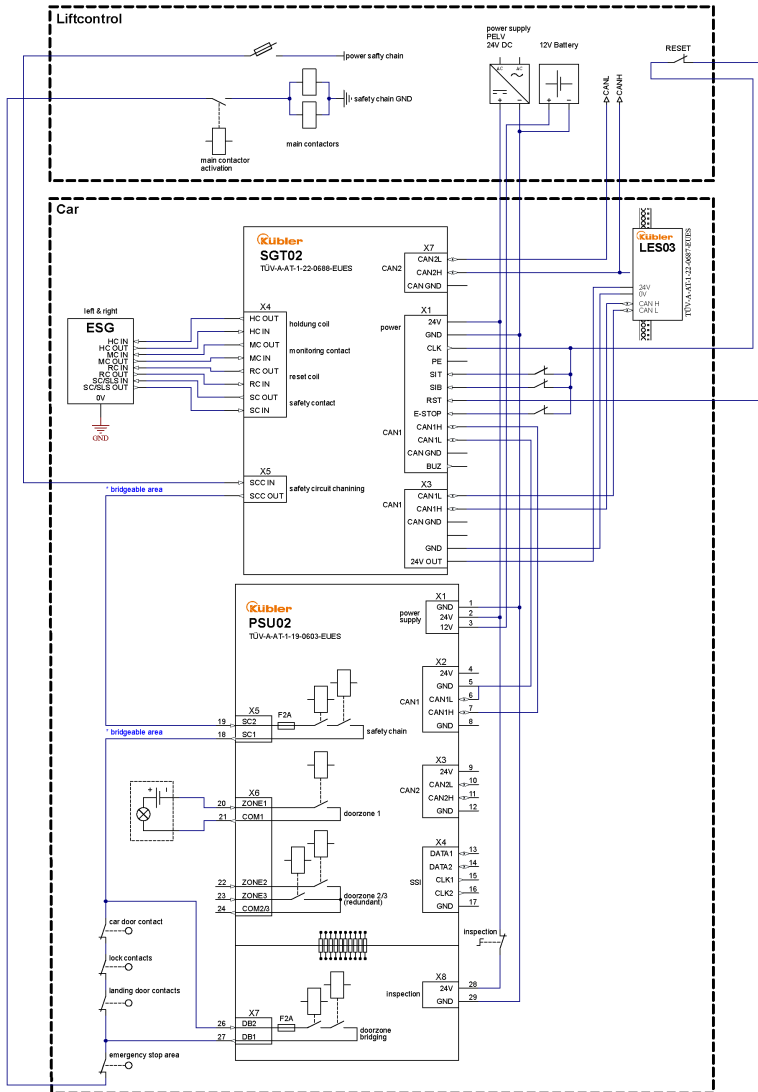 Liftcontrol
power safty chain
safety chain GND
main contactors
main contactor
activation
power supply
PELV
24V DC
12V Battery
AC
AC
+
−
+
−
CANL
CANH
RESET
Car
Kübler
SGT02
TÜV-A-AT-1-22-0688-EUES
Kübler
LES03
TÜV-A-AT-1-22-0687-EUES
24V
0V
CAN H
CAN L
X7
CAN2
CAN2L
CAN2H
CAN GND
X1
power
24V
GND
CLK
PE
SIT
SIB
RST
E-STOP
CAN1
CAN1H
CAN1L
CAN GND
BUZ
X3
CAN1
CAN1L
CAN1H
CAN GND
GND
24V OUT
left & right
ESG
HC IN
HC OUT
MC IN
MC OUT
RC IN
RC OUT
SC/SLS IN
SC/SLS OUT
0V
GND
X4
HC OUT
holdung coil
HC IN
MC OUT
monitoring contact
MC IN
RC OUT
reset coil
RC IN
SC OUT
safety contact
SC IN
X5
SCC IN
safety circuit chanining
SCC OUT
* bridgeable area
Kübler
PSU02
TÜV-A-AT-1-19-0603-EUES
X1
power
supply
GND 1
24V 2
12V 3
X2
CAN1
24V 4
GND 5
CAN1L 6
CAN1H 7
GND 8
X3
CAN2
24V 9
CAN2L 10
CAN2H 11
GND 12
X4
SSI
DATA1 13
DATA2 14
CLK1 15
CLK2 16
GND 17
inspection
X8
inspection
24V 28
GND 29
X5
19 SC2 F2A
18 SC1
safety chain
* bridgeable area
+ -
X6
20 ZONE1
21 COM1
doorzone 1
22 ZONE2
23 ZONE3
24 COM2/3
doorzone 2/3
(redundant)
X7
26 DB2 F2A
27 DB1
doorzone
bridging
car door contact
lock contacts
landing door contacts
emergency stop area